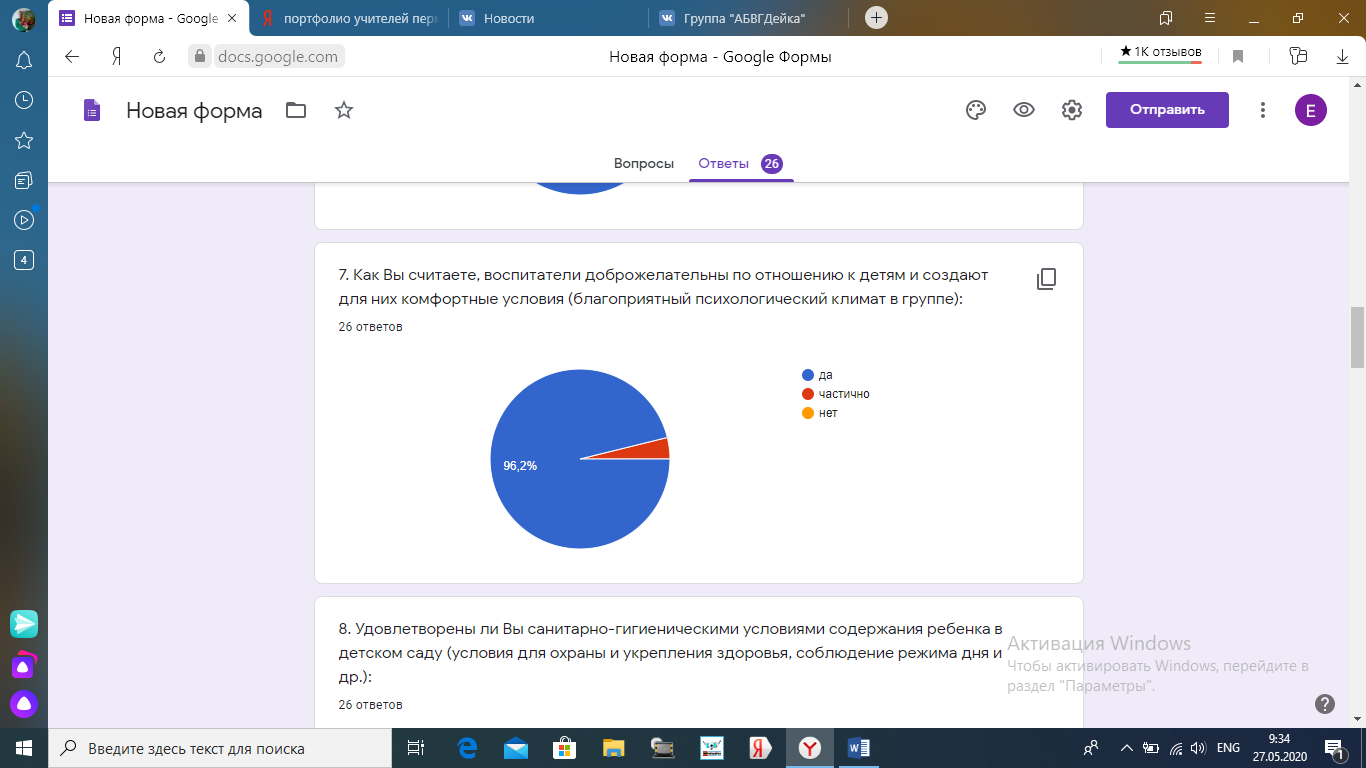 Новая форма - Google
портфолио учителей пер
Новости
Группа "АБВГДейка"
docs.google.com
Новая форма - Google Формы
★ 1К отзывов
Новая форма
Отправить
E
Вопросы
Ответы 26
7. Как Вы считаете, воспитатели доброжелательны по отношению к детям и создают
для них комфортные условия (благоприятный психологический климат в группе):
26 ответов
да
частично
нет
96,2%
8. Удовлетворены ли Вы санитарно-гигиеническими условиями содержания ребенка в
детском саду (условия для охраны и укрепления здоровья, соблюдение режима дня и
др.):
26 ответов
Активация Windows
Чтобы активировать Windows, перейдите в
раздел "Параметры".
4
Введите здесь текст для поиска
ENG
9:34
27.05.2020
1